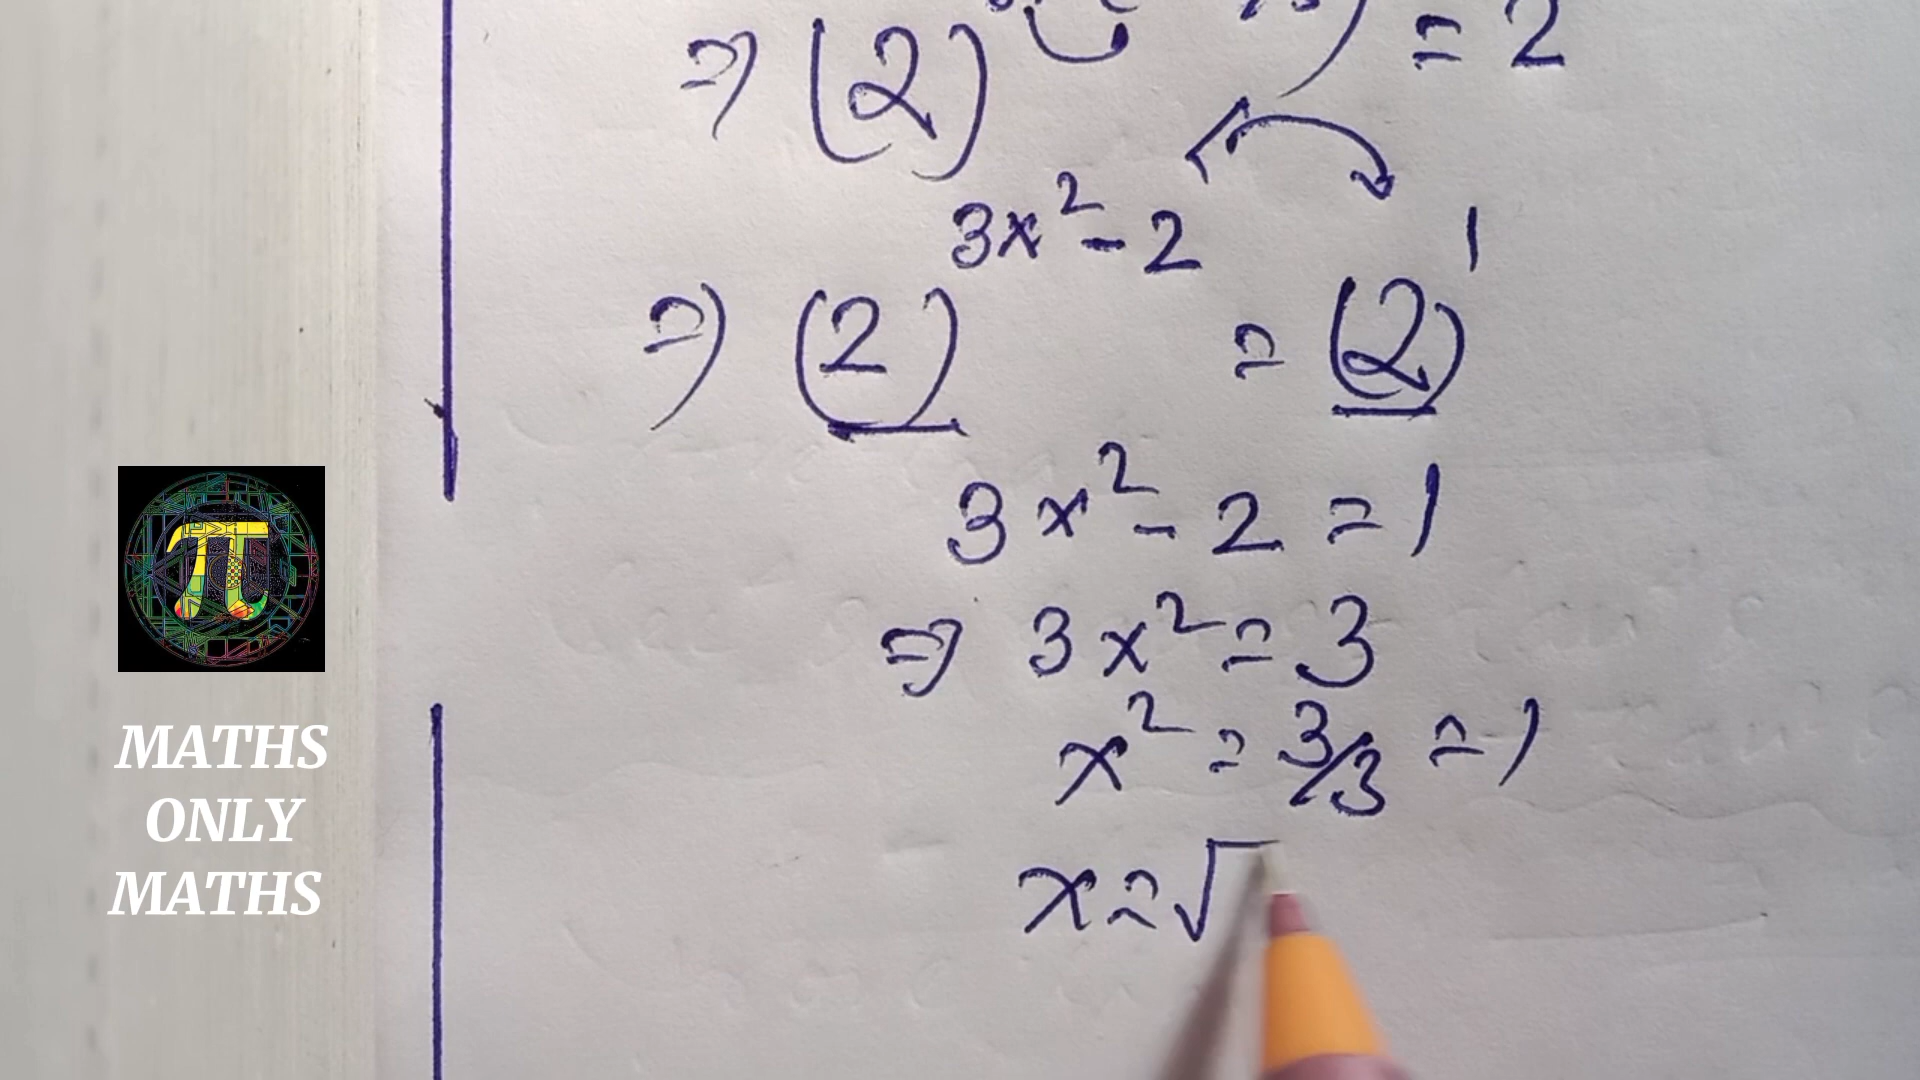 ⇒ (2) = 2
⇒ (2)^{3x² - 2} = (2)^1
3x² - 2 = 1
⇒ 3x² = 3
x² = 3/3 = 1
x = √
π
MATHS
ONLY
MATHS